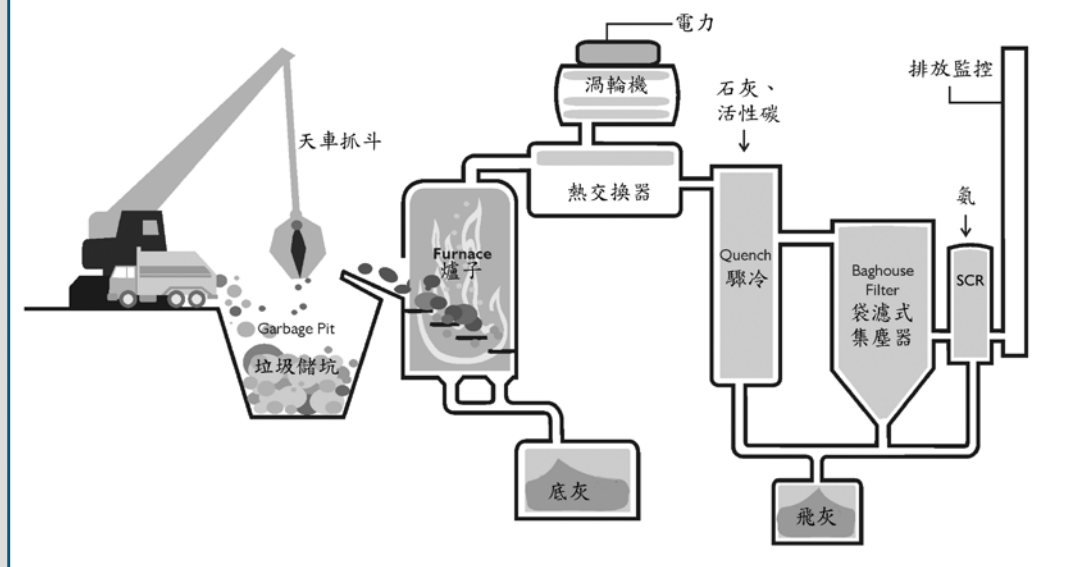 電力
渦輪機
石灰、
活性碳
排放監控
天車抓斗
熱交換器
氨
Furnace
爐子
Quench
驟冷
Baghouse
Filter
袋濾式
集塵器
SCR
Garbage Pit
垃圾儲坑
底灰
飛灰